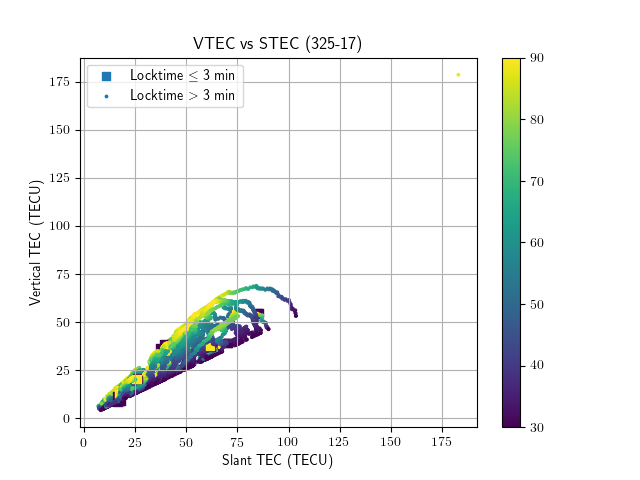 VTEC vs STEC (325-17)
Locktime ≤ 3 min
Locktime > 3 min
Vertical TEC (TECU)
175
150
125
100
75
50
25
0
0 25 50 75 100 125 150 175
Slant TEC (TECU)
90
80
70
60
50
40
30